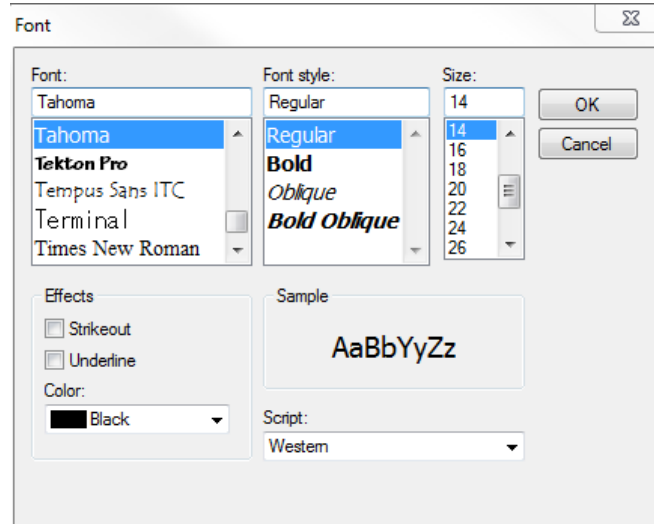 Font
Font:
Font style:
Size:
Tahoma
Regular
14
OK
Cancel
Tahoma
Tekton Pro
Tempus Sans ITC
Terminal
Times New Roman
Regular
Bold
Oblique
Bold Oblique
14
16
18
20
22
24
26
Effects
Strikeout
Underline
Color:
Black
Sample
AaBbYyZz
Script:
Western